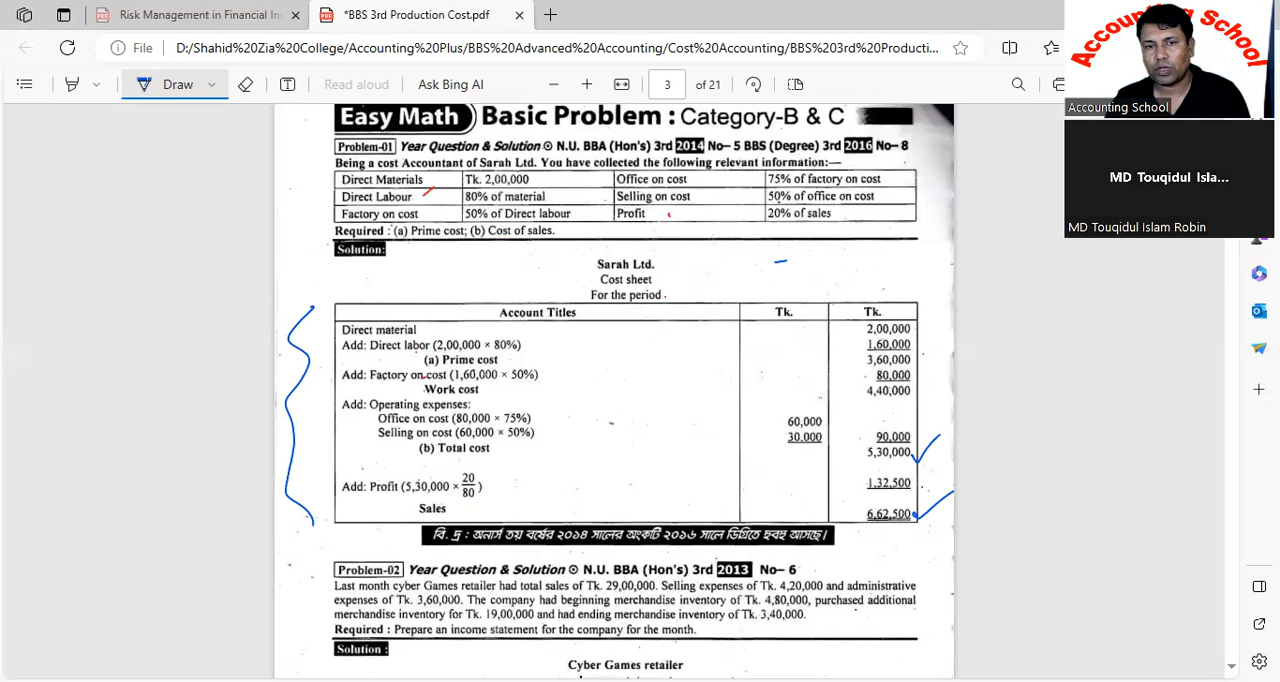 Risk Management in Financial In
*BBS 3rd Production Cost.pdf
File
D:/Shahid%20Zia%20College/Accounting%20Plus/BBS%20Advanced%20Accounting/Cost%20Accounting/BBS%203rd%20Producti...
Draw
Read aloud
Ask Bing AI
3 of 21
Accounting School
Accounting School
MD Touqidul Isla...
MD Touqidul Islam Robin
Easy Math Basic Problem : Category-B & C
Problem-01 Year Question & Solution ⊙ N.U. BBA (Hon's) 3rd 2014 No– 5 BBS (Degree) 3rd 2016 No–8
Being a cost Accountant of Sarah Ltd. You have collected the following relevant information:—
Direct Materials Tk. 2,00,000 Office on cost 75% of factory on cost
Direct Labour 80% of material Selling on cost 50% of office on cost
Factory on cost 50% of Direct labour Profit 20% of sales
Required : (a) Prime cost; (b) Cost of sales.
Solution:
Sarah Ltd.
Cost sheet
For the period
Account Titles Tk. Tk.
Direct material 2,00,000
Add: Direct labor (2,00,000 × 80%) 1,60,000
(a) Prime cost 3,60,000
Add: Factory on cost (1,60,000 × 50%) 80,000
Work cost 4,40,000
Add: Operating expenses:
Office on cost (80,000 × 75%) 60,000
Selling on cost (60,000 × 50%) 30,000 90,000
(b) Total cost 5,30,000
Add: Profit (5,30,000 × 20/80) 1,32,500
Sales 6,62,500
বি. দ্র : অনার্স ৩য় বর্ষের ২০১৪ সালের অংকটি ২০১৬ সালে ডিগ্রিতে হুবহু আসছে।
Problem-02 Year Question & Solution ⊙ N.U. BBA (Hon's) 3rd 2013 No– 6
Last month cyber Games retailer had total sales of Tk. 29,00,000. Selling expenses of Tk. 4,20,000 and administrative
expenses of Tk. 3,60,000. The company had beginning merchandise inventory of Tk. 4,80,000, purchased additional
merchandise inventory for Tk. 19,00,000 and had ending merchandise inventory of Tk. 3,40,000.
Required : Prepare an income statement for the company for the month.
Solution :
Cyber Games retailer